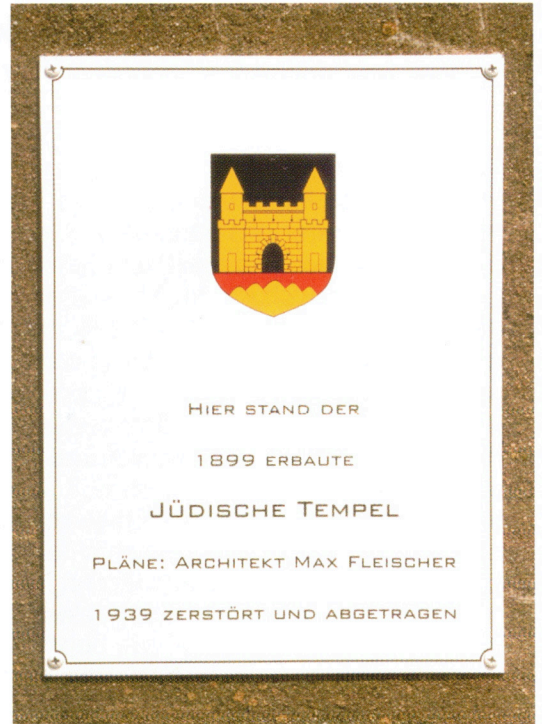 Hier stand der
1899 erbaute
Jüdische Tempel
Pläne: Architekt Max Fleischer
1939 zerstört und abgetragen